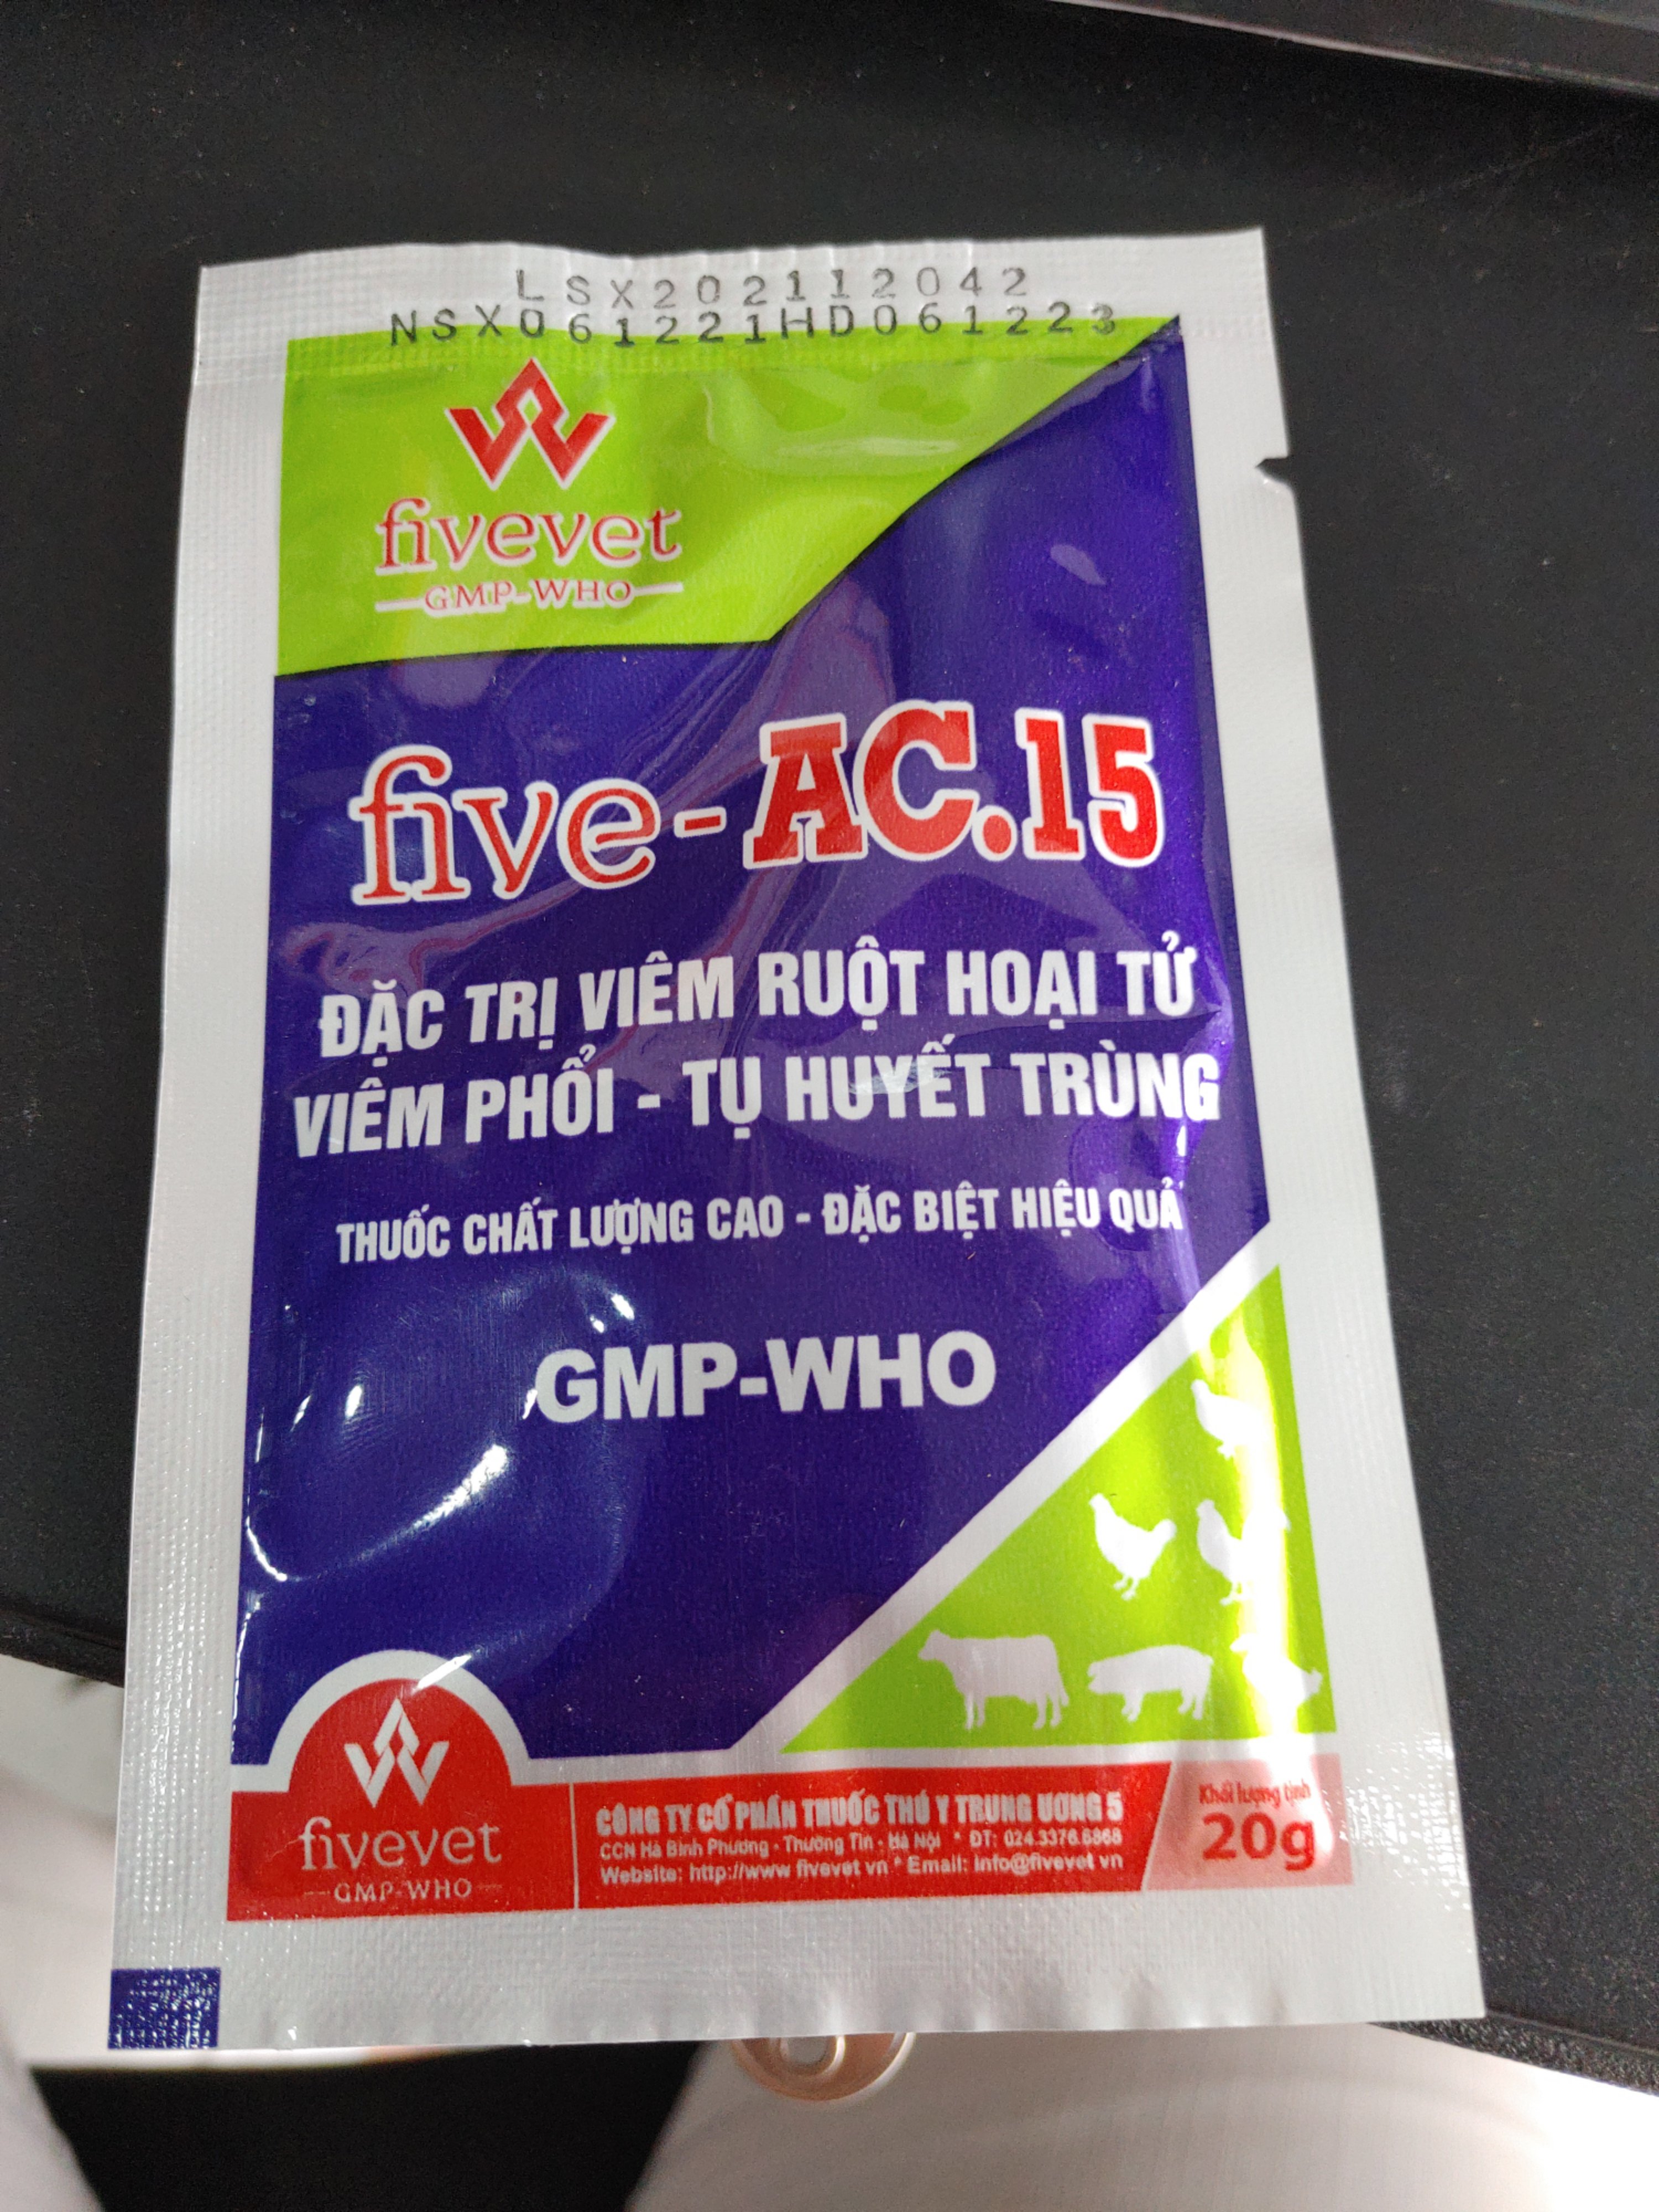 LSX202112042
NSX061221HD061223
fivevet
GMP-WHO
five-AC.15
ĐẶC TRỊ VIÊM RUỘT HOẠI TỬ
VIÊM PHỔI - TỤ HUYẾT TRÙNG
THUỐC CHẤT LƯỢNG CAO - ĐẶC BIỆT HIỆU QUẢ
GMP-WHO
fivevet
GMP-WHO
CÔNG TY CỔ PHẦN THUỐC THÚ Y TRUNG ƯƠNG 5
CCN Hà Bình Phương - Thường Tín - Hà Nội * ĐT: 024.3376.6868
Website: http://www fivevet vn * Email: info@fivevet vn
Khối lượng tịnh
20g